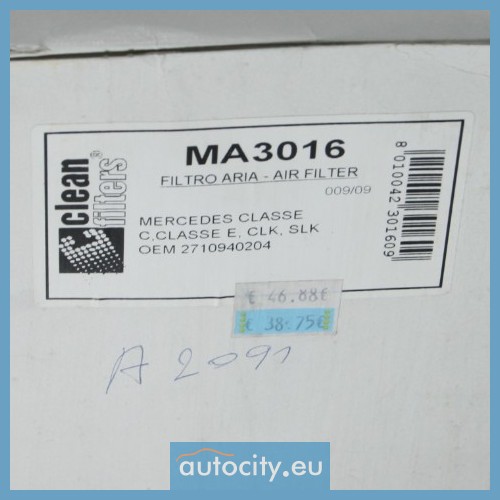 clean
filters®
MA3016
FILTRO ARIA - AIR FILTER
009/09
MERCEDES CLASSE
C,CLASSE E, CLK, SLK
OEM 2710940204
8 010042 301609
€ 46.88€
€ 38.75€
A 2091
autocity.eu